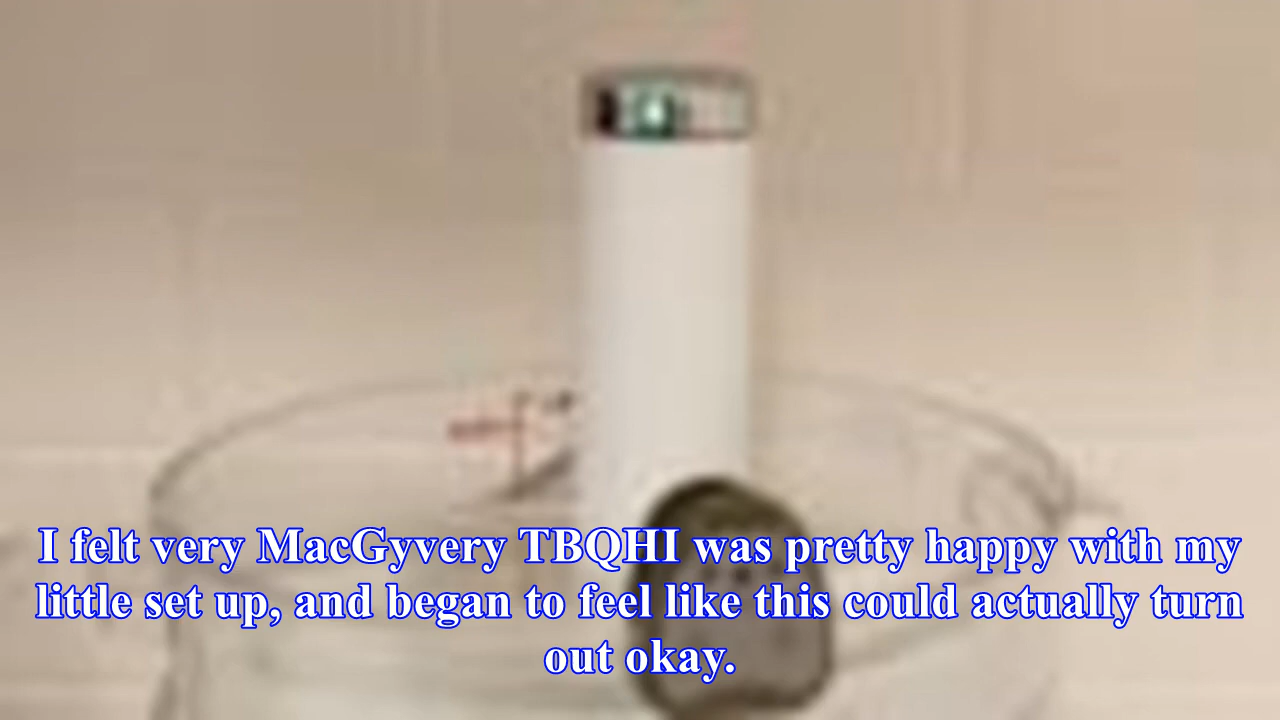 I felt very MacGyvery TBQHI was pretty happy with my
little set up, and began to feel like this could actually turn
out okay.